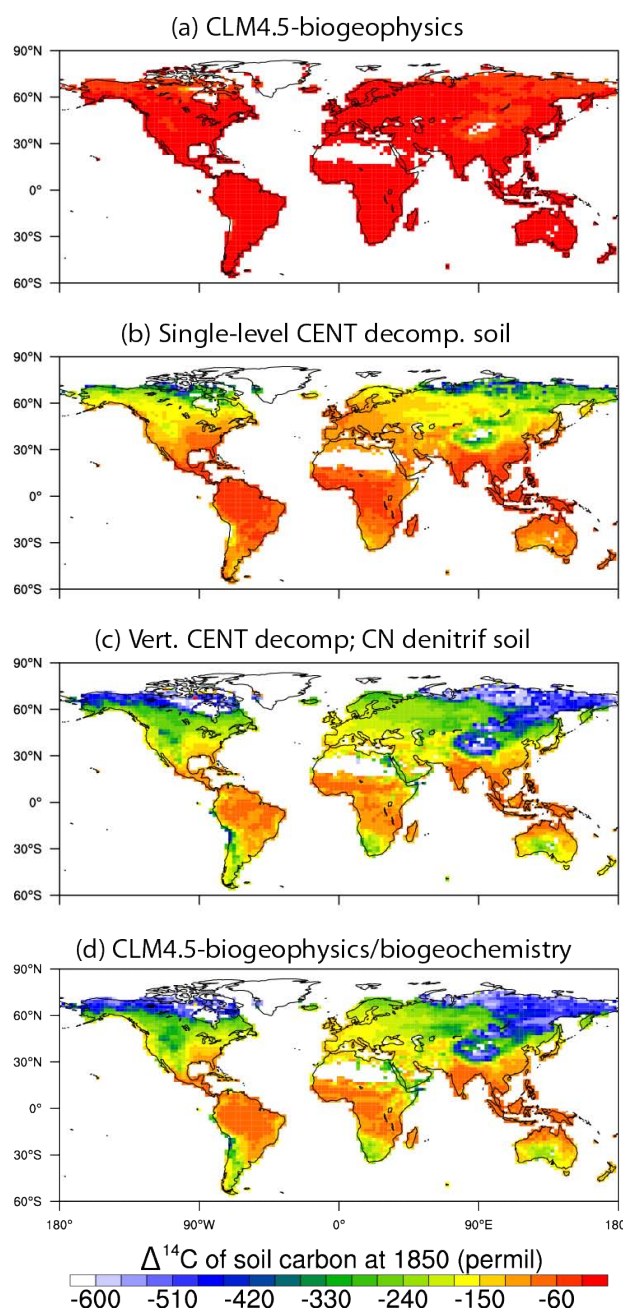 (a) CLM4.5-biogeophysics
90°N
60°N
30°N
0°
30°S
60°S
(b) Single-level CENT decomp. soil
90°N
60°N
30°N
0°
30°S
60°S
(c) Vert. CENT decomp; CN denitrif soil
90°N
60°N
30°N
0°
30°S
60°S
(d) CLM4.5-biogeophysics/biogeochemistry
90°N
60°N
30°N
0°
30°S
60°S
180° 90°W 0° 90°E 180°
Δ¹⁴C of soil carbon at 1850 (permil)
-600 -510 -420 -330 -240 -150 -60